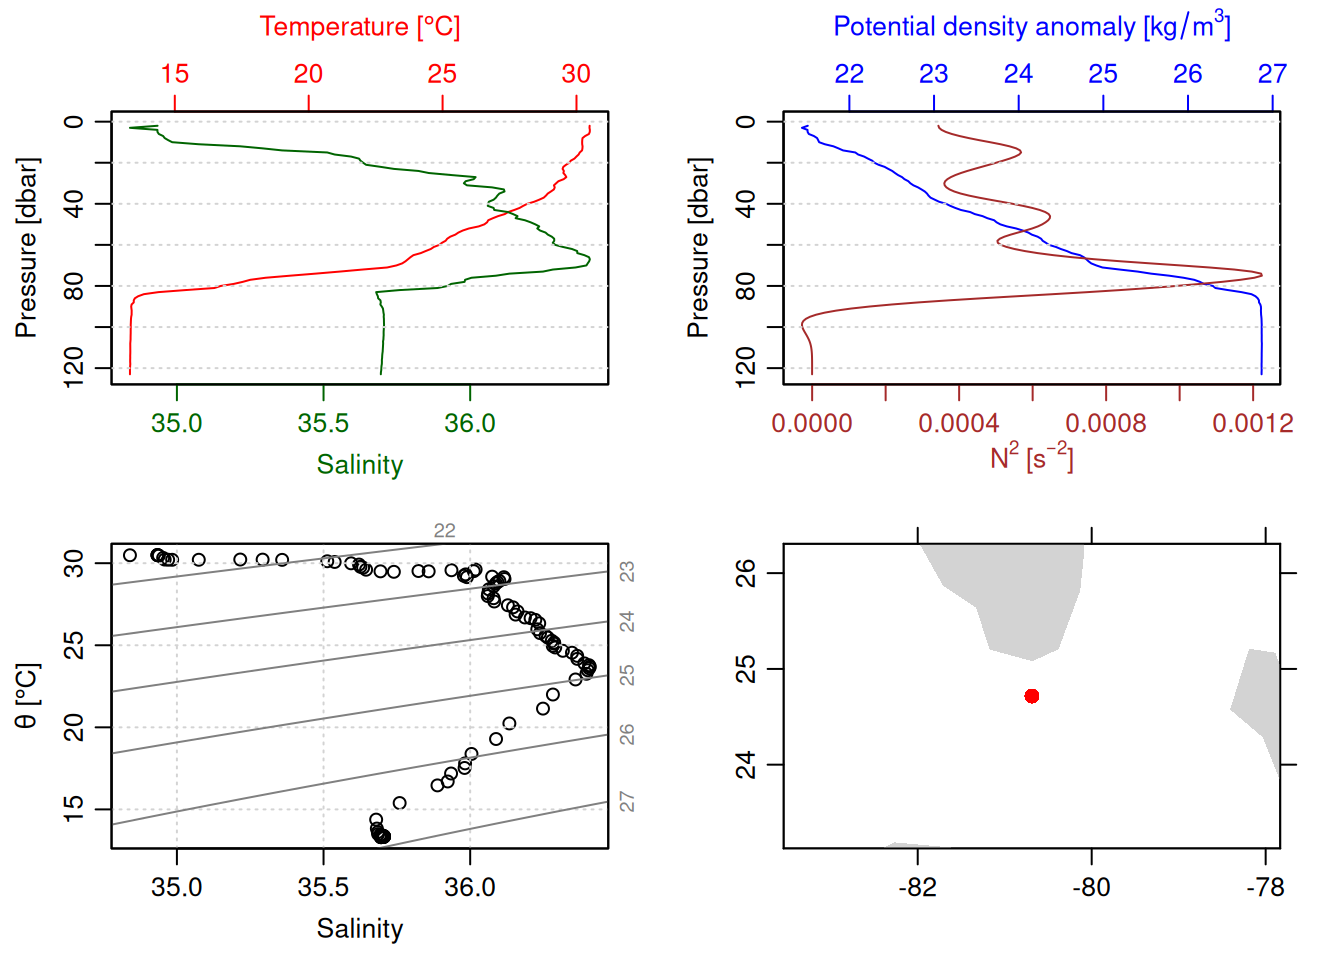 Temperature [°C]
15 20 25 30
0
40
80
120
Pressure [dbar]
35.0 35.5 36.0
Salinity
Potential density anomaly [kg/m³]
22 23 24 25 26 27
0
40
80
120
Pressure [dbar]
0.0000 0.0004 0.0008 0.0012
N² [s⁻²]
22
23
24
25
26
27
30
25
20
15
θ [°C]
35.0 35.5 36.0
Salinity
26
25
24
-82 -80 -78